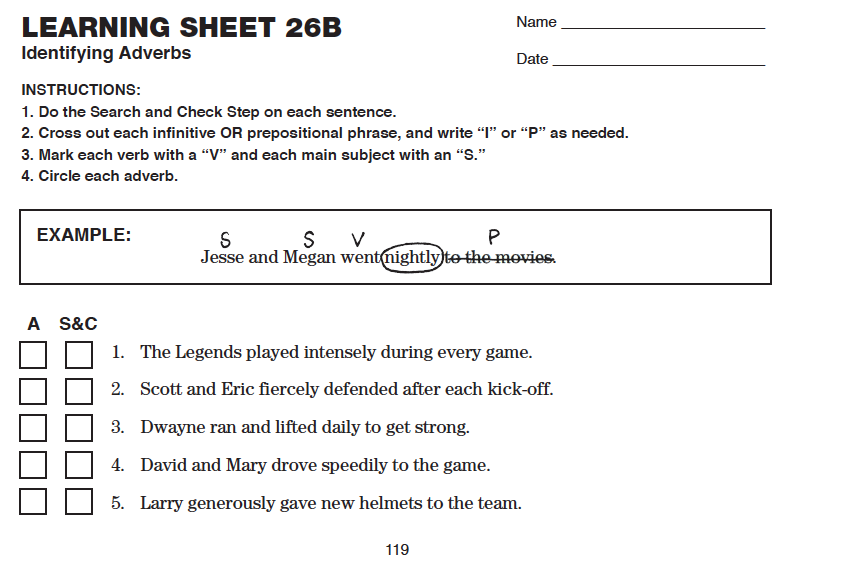 LEARNING SHEET 26B
Name
Identifying Adverbs
Date
INSTRUCTIONS:
1. Do the Search and Check Step on each sentence.
2. Cross out each infinitive OR prepositional phrase, and write “I” or “P” as needed.
3. Mark each verb with a “V” and each main subject with an “S.”
4. Circle each adverb.
S S V P
EXAMPLE:
Jesse and Megan went nightly to the movies.
A S&C
1. The Legends played intensely during every game.
2. Scott and Eric fiercely defended after each kick-off.
3. Dwayne ran and lifted daily to get strong.
4. David and Mary drove speedily to the game.
5. Larry generously gave new helmets to the team.
119